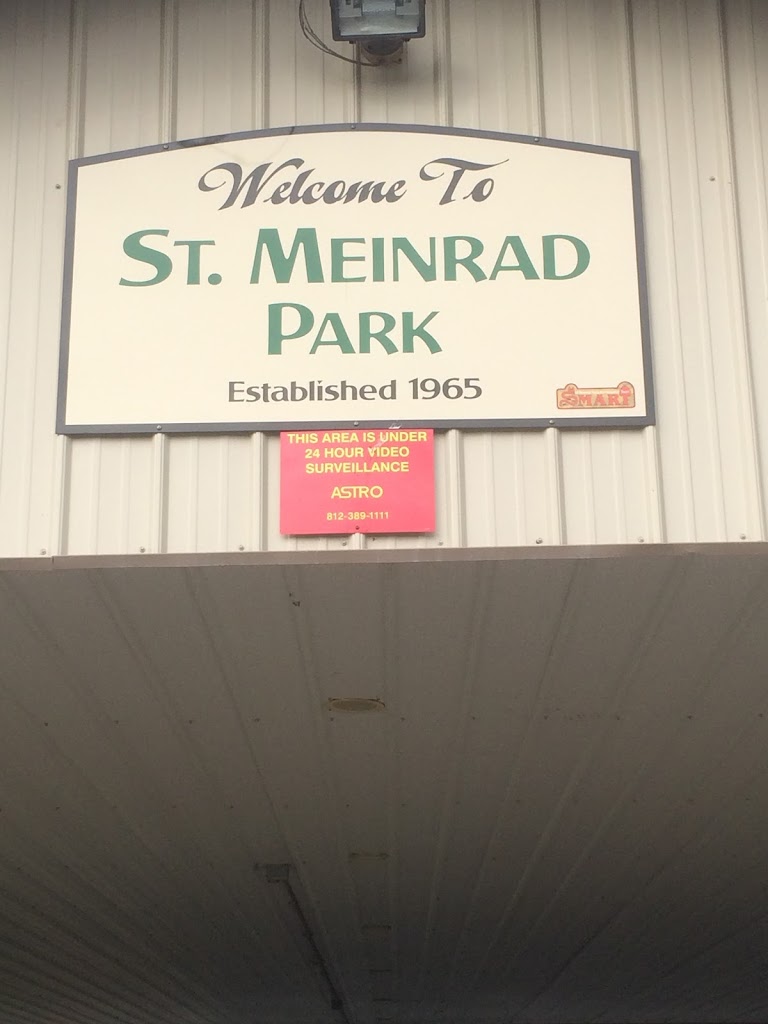 Welcome To
ST. MEINRAD
PARK
Established 1965
SMART
THIS AREA IS UNDER
24 HOUR VIDEO
SURVEILLANCE
ASTRO
812-389-1111